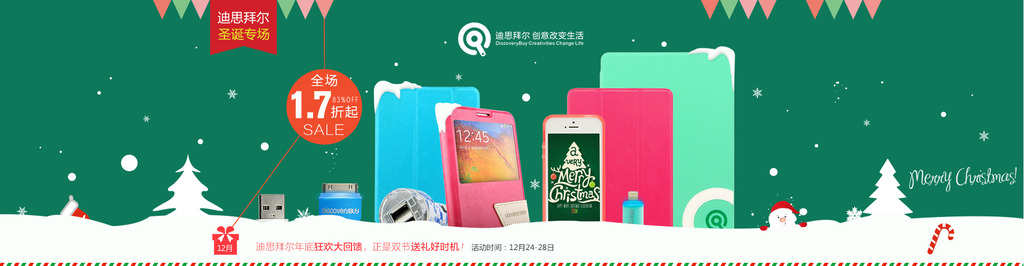 迪思拜尔
圣诞专场
迪思拜尔 创意改变生活
DiscoveryBuy Creativities Change Life
全场
1.7折起
83%OFF
SALE
12:45
a
Very
Merry
Christmas
DISCOVERYBUY
Merry Christmas!
12月
迪思拜尔年底狂欢大回馈，正是双节送礼好时机！ 活动时间：12月24-28日